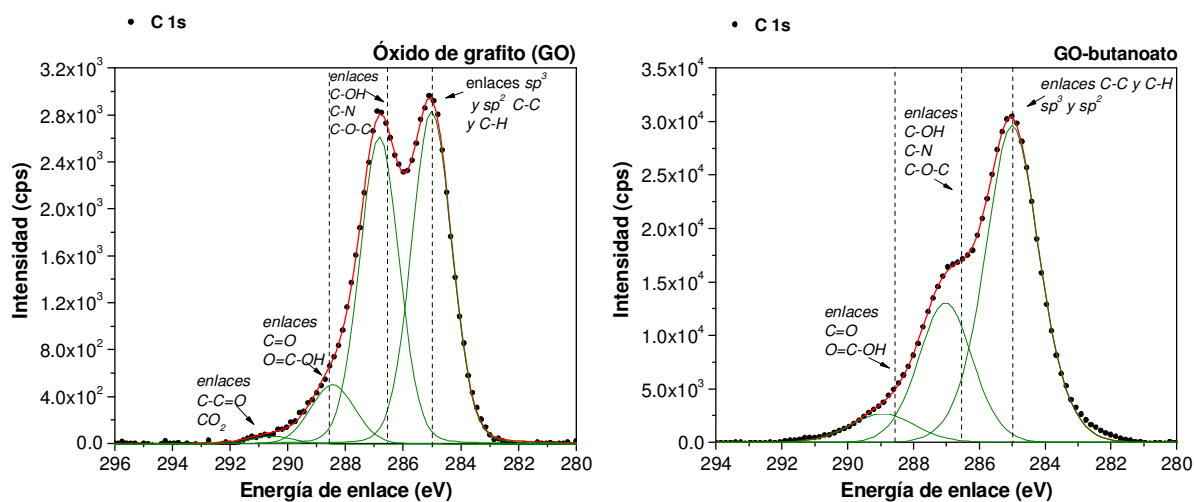 • C 1s
Óxido de grafito (GO)
3.2x10³
2.8x10³
2.4x10³
2.0x10³
1.6x10³
1.2x10³
8.0x10²
4.0x10²
0.0
Intensidad (cps)
enlaces
C-OH
C-N
C-O-C
enlaces sp³
y sp² C-C
y C-H
enlaces
C=O
O=C-OH
enlaces
C-C=O
CO₂
296 294 292 290 288 286 284 282 280
Energía de enlace (eV)
• C 1s
GO-butanoato
3.5x10⁴
3.0x10⁴
2.5x10⁴
2.0x10⁴
1.5x10⁴
1.0x10⁴
5.0x10³
0.0
Intensidad (cps)
enlaces
C-OH
C-N
C-O-C
enlaces C-C y C-H
sp³ y sp²
enlaces
C=O
O=C-OH
294 292 290 288 286 284 282 280
Energía de enlace (eV)